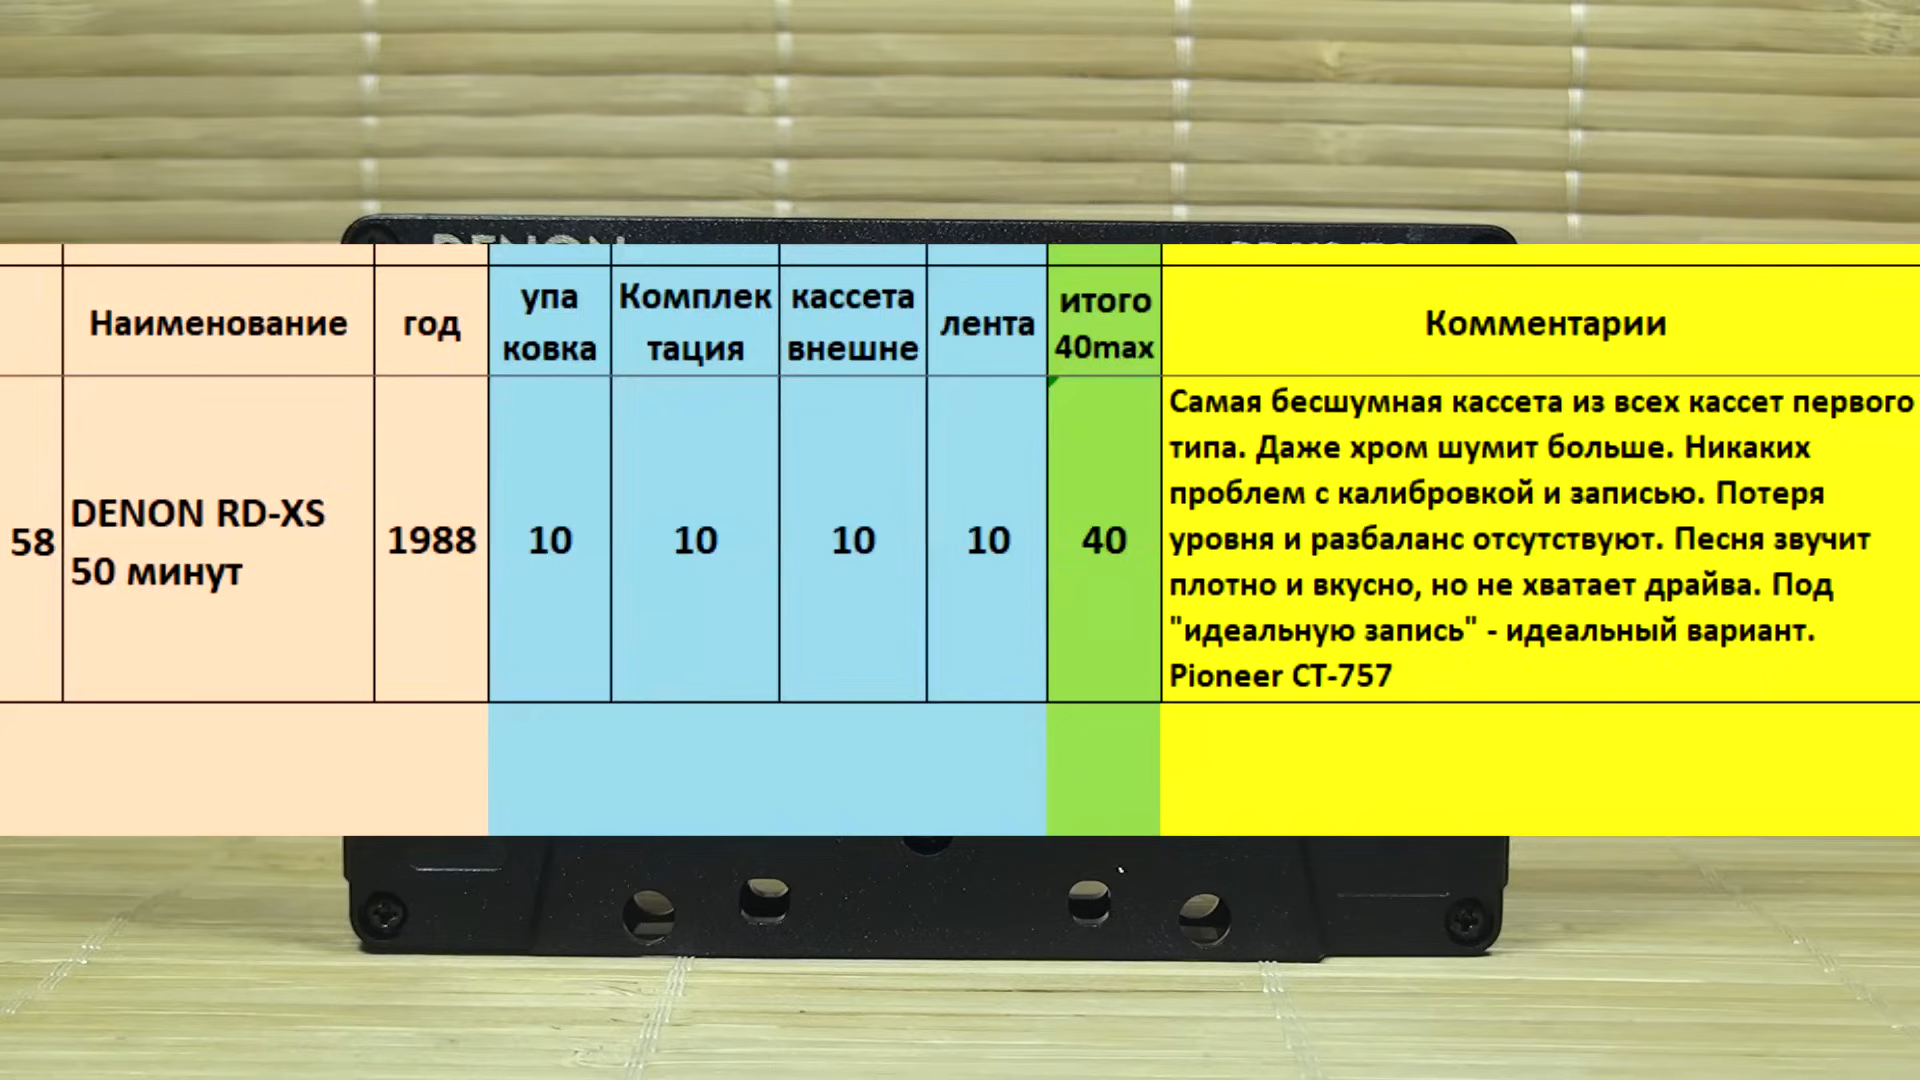 DENON
Наименование
год
упа
ковка
Комплек
тация
кассета
внешне
лента
итого
40max
Комментарии
58
DENON RD-XS
50 минут
1988
10
10
10
10
40
Самая бесшумная кассета из всех кассет первого
типа. Даже хром шумит больше. Никаких
проблем с калибровкой и записью. Потеря
уровня и разбаланс отсутствуют. Песня звучит
плотно и вкусно, но не хватает драйва. Под
"идеальную запись" - идеальный вариант.
Pioneer CT-757